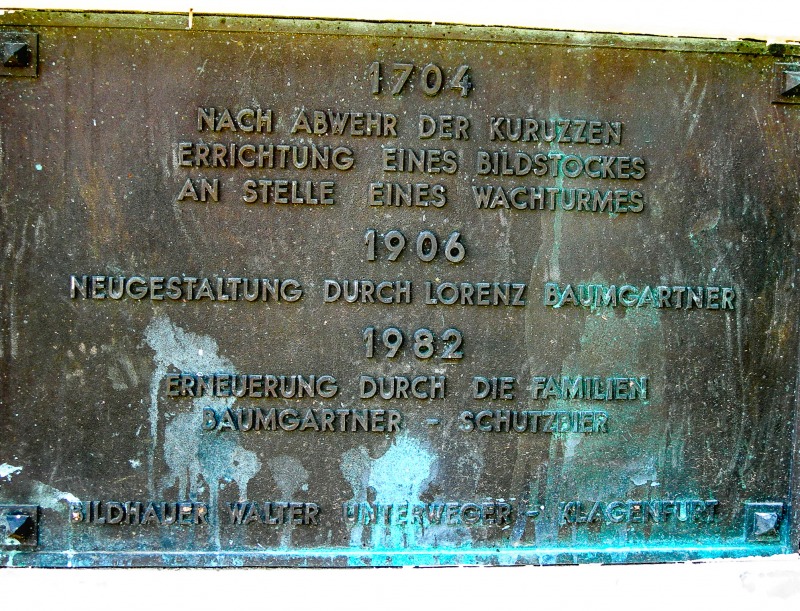 1704
NACH ABWEHR DER KURUZZEN
ERRICHTUNG EINES BILDSTOCKES
AN STELLE EINES WACHTURMES
1906
NEUGESTALTUNG DURCH LORENZ BAUMGARTNER
1982
ERNEUERUNG DURCH DIE FAMILIEN
BAUMGARTNER - SCHUTZBIER
BILDHAUER WALTER UNTERWEGER - KLAGENFURT